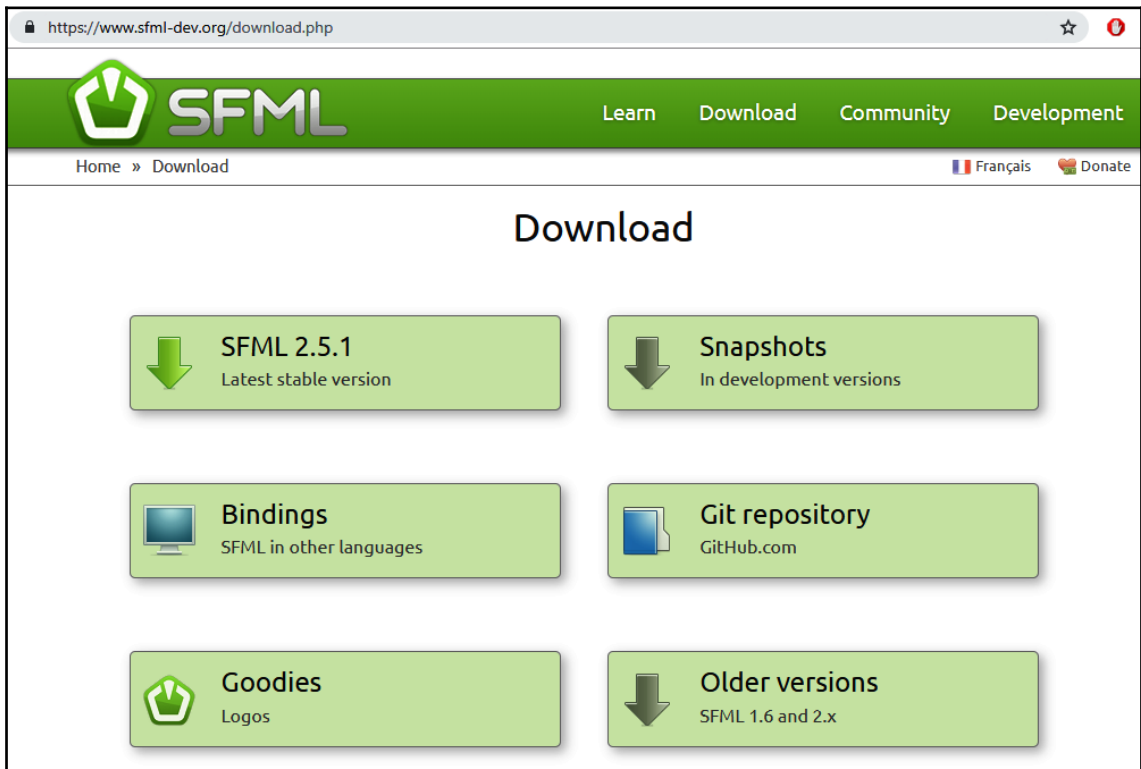 https://www.sfml-dev.org/download.php
SFML
Learn Download Community Development
Home » Download
Français Donate
Download
SFML 2.5.1
Latest stable version
Snapshots
In development versions
Bindings
SFML in other languages
Git repository
GitHub.com
Goodies
Logos
Older versions
SFML 1.6 and 2.x